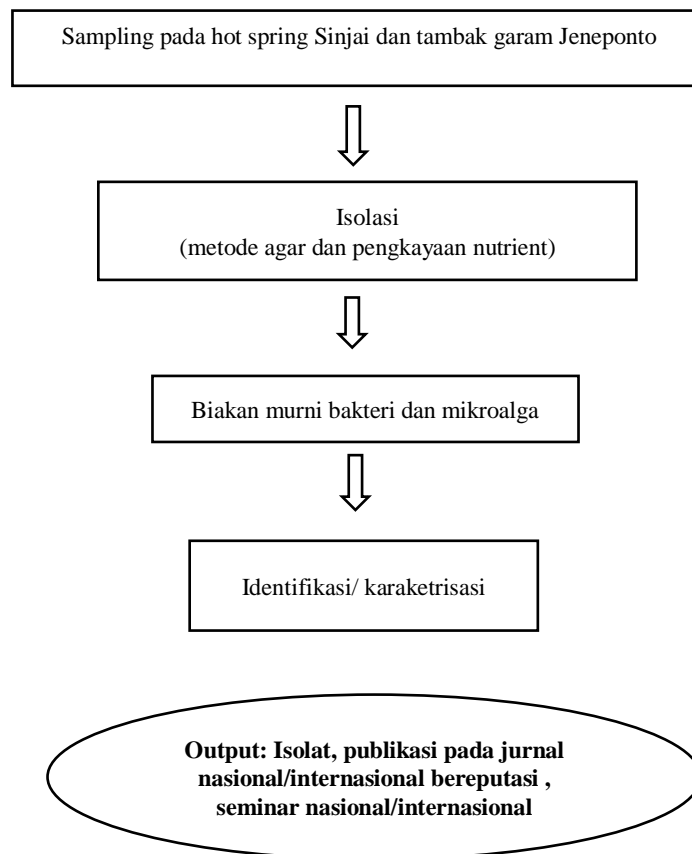 Sampling pada hot spring Sinjai dan tambak garam Jeneponto
Isolasi
(metode agar dan pengkayaan nutrient)
Biakan murni bakteri dan mikroalga
Identifikasi/ karaketrisasi
Output: Isolat, publikasi pada jurnal
nasional/internasional bereputasi ,
seminar nasional/internasional